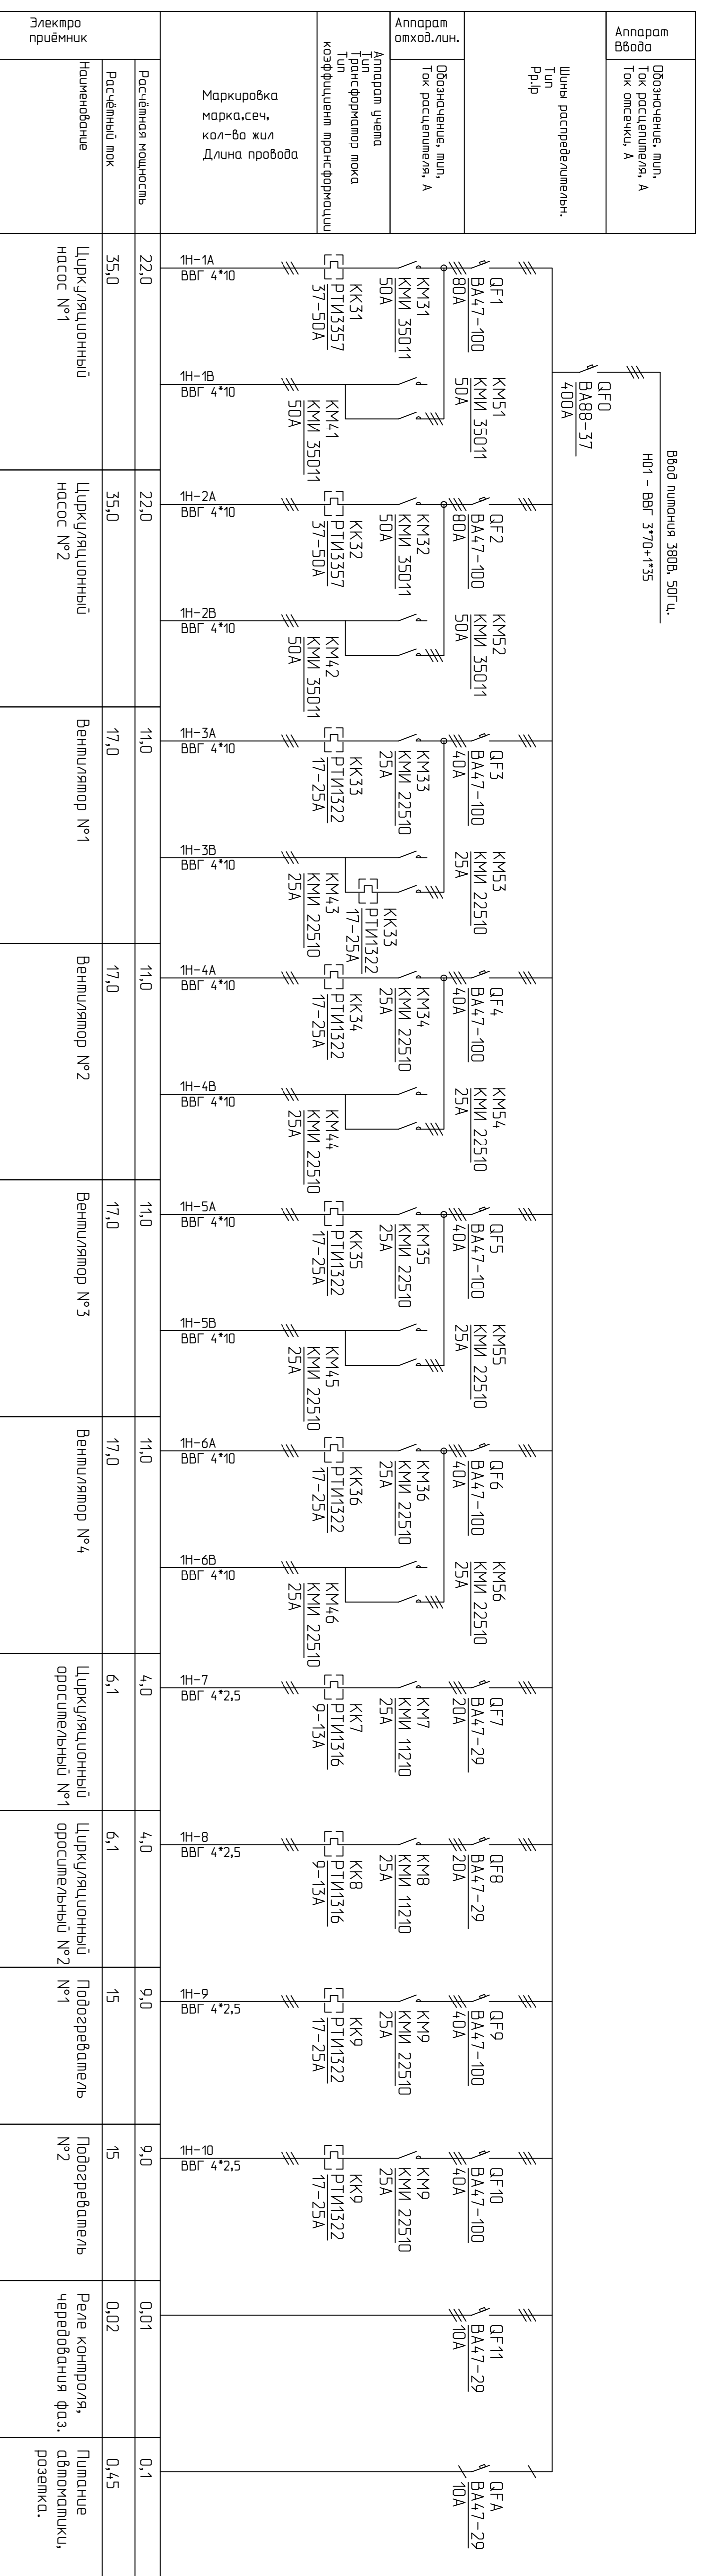 Аппарат
Ввода
Обозначение, тип,
Ток расцепителя, А
Ток отсечки, А
Шины распределительн.
Тип
Рр.Iр
Аппарат
отход.лин.
Обозначение, тип,
Ток расцепителя, А
Аппарат учета
Тип
Трансформатор тока
Тип
коэффициент трансформации
Маркировка
марка,сеч,
кол-во жил
Длина провода
Электро
приёмник
Расчётная мощность
Расчётный ток
Наименование
Ввод питания 380В, 50Гц.
Н01 - ВВГ 3*70+1*35
QF0
ВА88-37
400А
QF1
ВА47-100
80А
КМ31
КМИ 35011
50А
КК31
РТИ3357
37-50А
1Н-1А
ВВГ 4*10
КМ51
КМИ 35011
50А
КМ41
КМИ 35011
50А
1Н-1В
ВВГ 4*10
22,0
35,0
Циркуляционный
насос N°1
QF2
ВА47-100
80А
КМ32
КМИ 35011
50А
КК32
РТИ3357
37-50А
1Н-2А
ВВГ 4*10
КМ52
КМИ 35011
50А
КМ42
КМИ 35011
50А
1Н-2В
ВВГ 4*10
22,0
35,0
Циркуляционный
насос N°2
QF3
ВА47-100
40А
КМ33
КМИ 22510
25А
КК33
РТИ1322
17-25А
1Н-3А
ВВГ 4*10
КМ53
КМИ 22510
25А
КК33
РТИ1322
17-25А
КМ43
КМИ 22510
25А
1Н-3В
ВВГ 4*10
11,0
17,0
Вентилятор N°1
QF4
ВА47-100
40А
КМ34
КМИ 22510
25А
КК34
РТИ1322
17-25А
1Н-4А
ВВГ 4*10
КМ54
КМИ 22510
25А
КМ44
КМИ 22510
25А
1Н-4В
ВВГ 4*10
11,0
17,0
Вентилятор N°2
QF5
ВА47-100
40А
КМ35
КМИ 22510
25А
КК35
РТИ1322
17-25А
1Н-5А
ВВГ 4*10
КМ55
КМИ 22510
25А
КМ45
КМИ 22510
25А
1Н-5В
ВВГ 4*10
11,0
17,0
Вентилятор N°3
QF6
ВА47-100
40А
КМ36
КМИ 22510
25А
КК36
РТИ1322
17-25А
1Н-6А
ВВГ 4*10
КМ56
КМИ 22510
25А
КМ46
КМИ 22510
25А
1Н-6В
ВВГ 4*10
11,0
17,0
Вентилятор N°4
QF7
ВА47-29
20А
КМ7
КМИ 11210
25А
КК7
РТИ1316
9-13А
1Н-7
ВВГ 4*2,5
4,0
6,1
Циркуляционный
оросительный N°1
QF8
ВА47-29
20А
КМ8
КМИ 11210
25А
КК8
РТИ1316
9-13А
1Н-8
ВВГ 4*2,5
4,0
6,1
Циркуляционный
оросительный N°2
QF9
ВА47-100
40А
КМ9
КМИ 22510
25А
КК9
РТИ1322
17-25А
1Н-9
ВВГ 4*2,5
9,0
15
Подогреватель
N°1
QF10
ВА47-100
40А
КМ9
КМИ 22510
25А
КК9
РТИ1322
17-25А
1Н-10
ВВГ 4*2,5
9,0
15
Подогреватель
N°2
QF11
ВА47-29
10А
0,01
0,02
Реле контроля,
чередования фаз.
QFA
ВА47-29
10А
0,1
0,45
Питание
автоматики,
розетка.